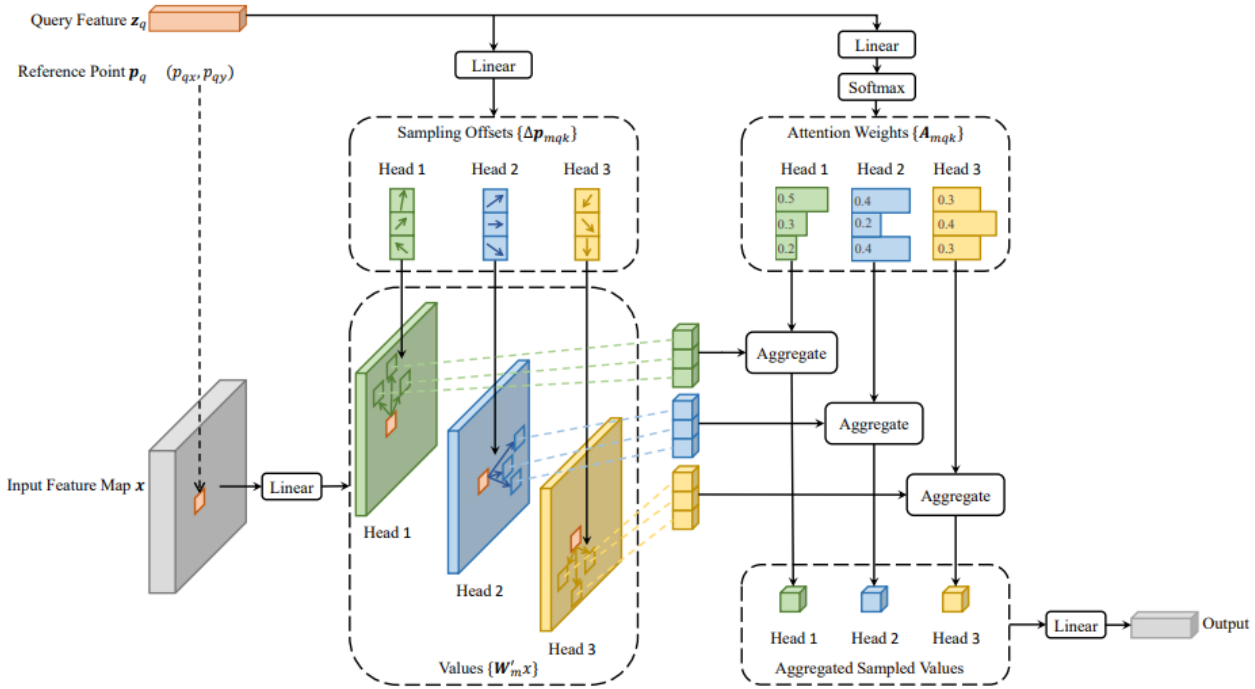 Query Feature z_q
Reference Point p_q (p_qx, p_qy)
Linear
Linear
Softmax
Sampling Offsets {Δp_mqk}
Head 1 Head 2 Head 3
Attention Weights {A_mqk}
Head 1 Head 2 Head 3
0.5 0.4 0.3
0.3 0.2 0.4
0.2 0.4 0.3
Input Feature Map x
Linear
Head 1
Head 2
Head 3
Values {W'_m x}
Aggregate
Aggregate
Aggregate
Head 1 Head 2 Head 3
Aggregated Sampled Values
Linear
Output